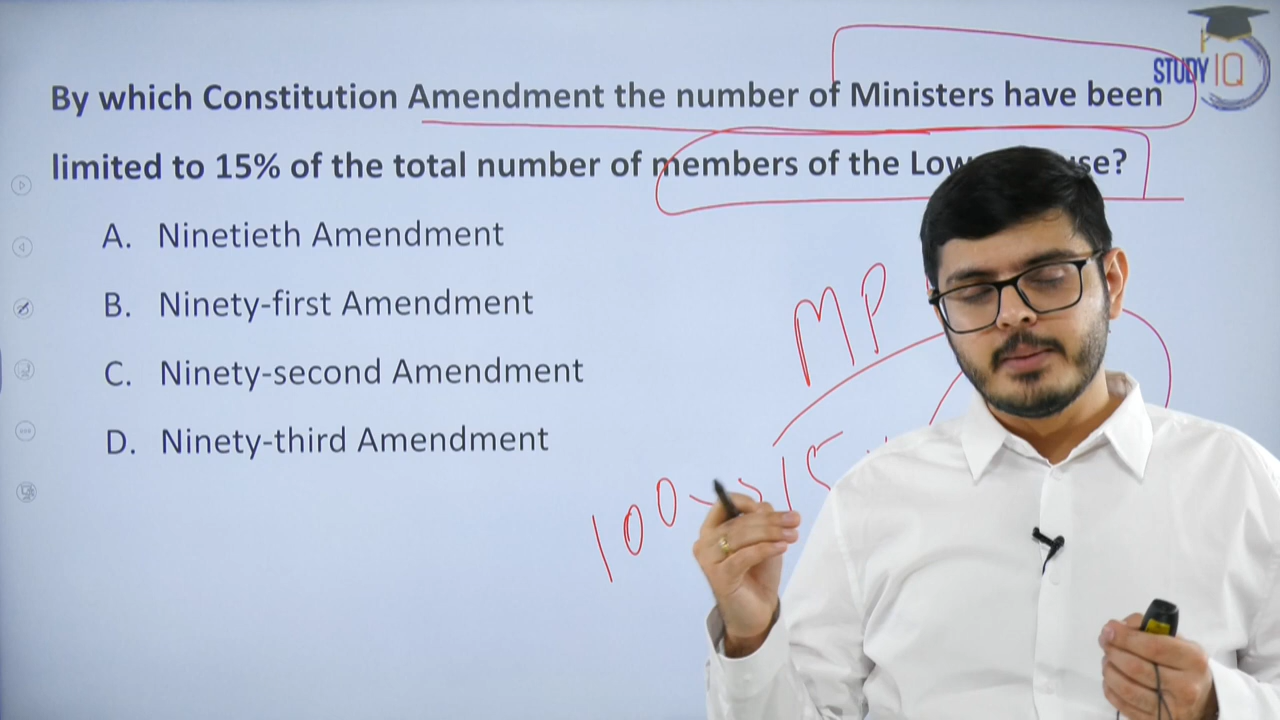 STUDY IQ
By which Constitution Amendment the number of Ministers have been
limited to 15% of the total number of members of the
A. Ninetieth Amendment
B. Ninety-first Amendment
C. Ninety-second Amendment
D. Ninety-third Amendment
MP
100
15